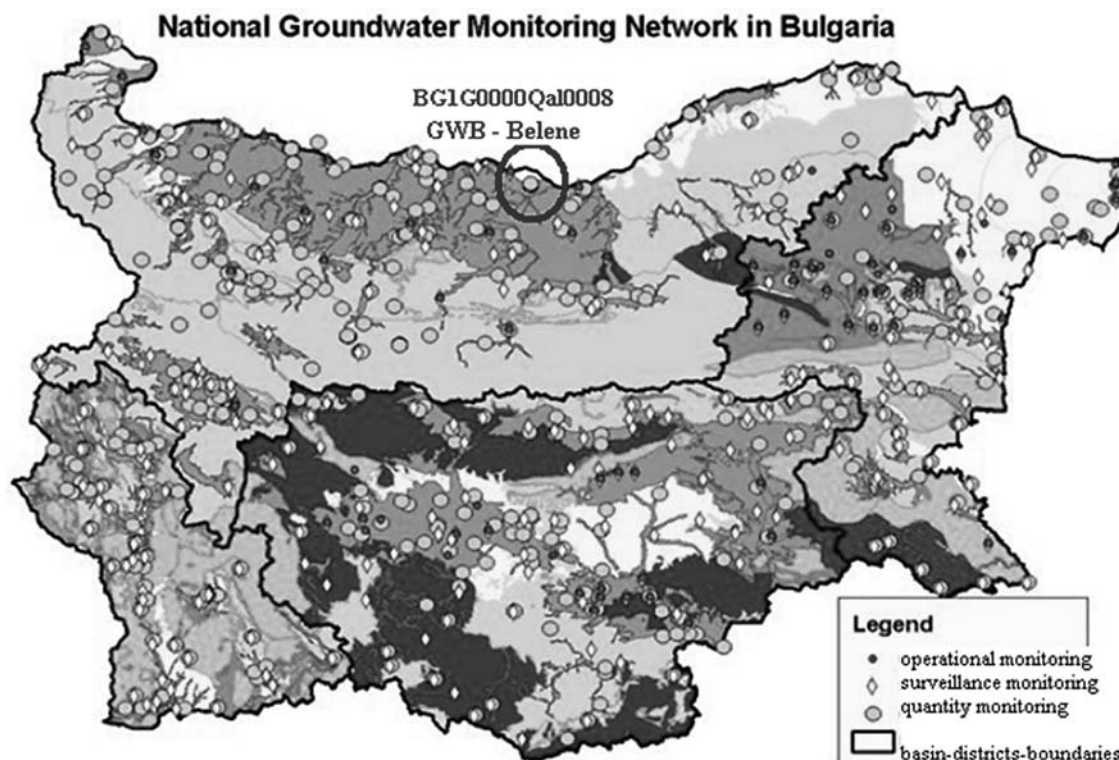 National Groundwater Monitoring Network in Bulgaria
BG1G0000Qal0008
GWB - Belene
Legend
operational monitoring
surveillance monitoring
quantity monitoring
basin-districts-boundaries